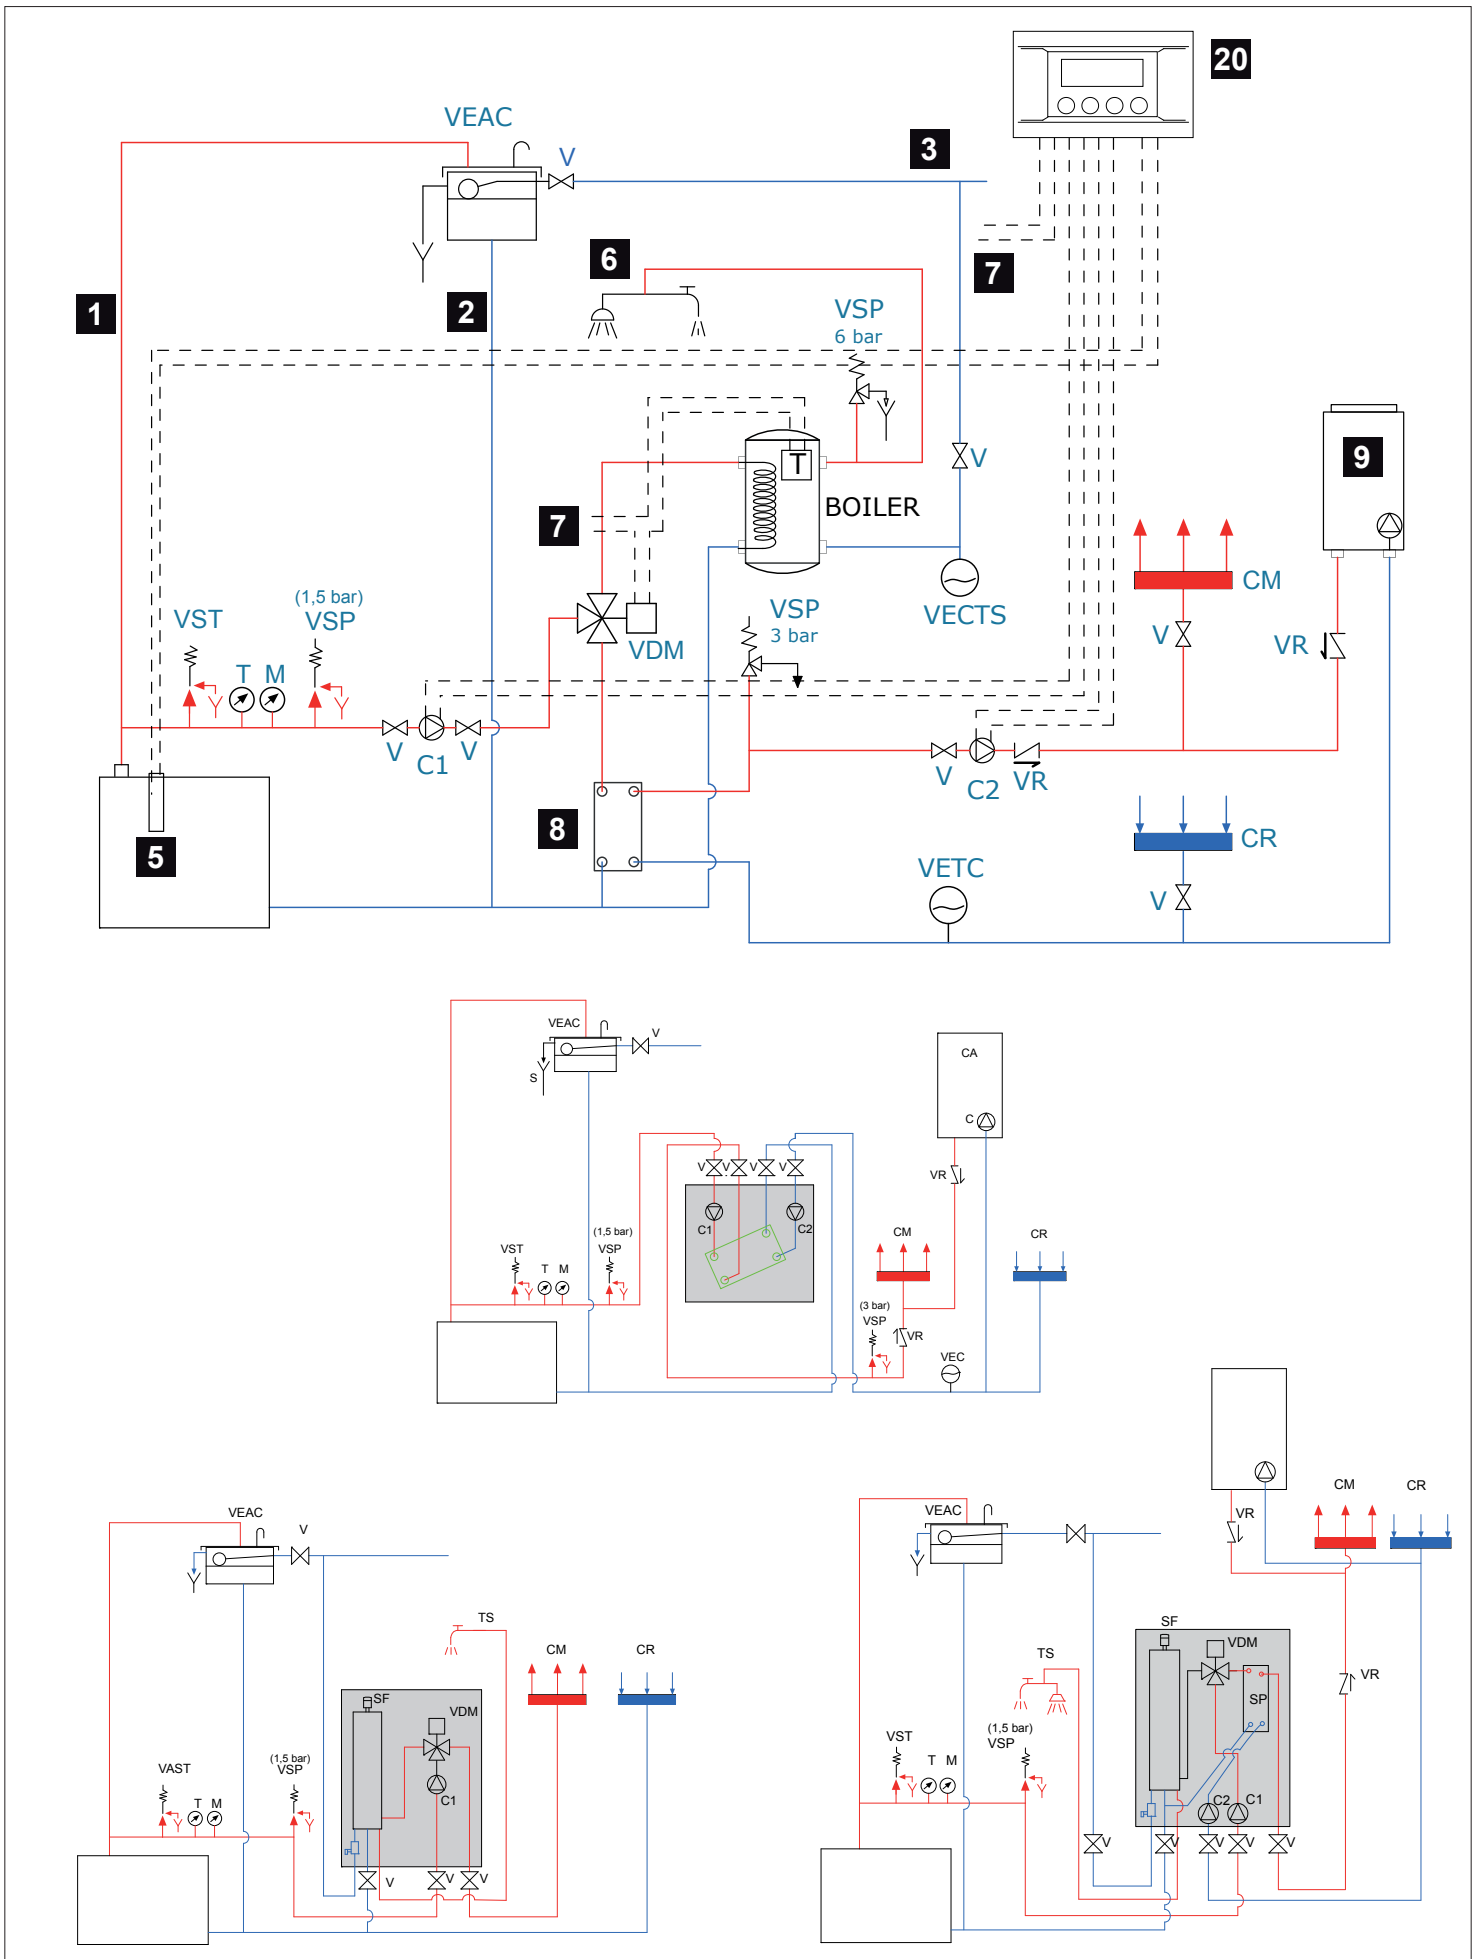 20
VEAC
V
3
6
7
1
2
VSP
6 bar
9
V
T
BOILER
7
CM
(1,5 bar)
VST
VSP
VSP
3 bar
VECTS
V
VR
VDM
T M
V
C1
V
V
C2
VR
8
5
CR
VETC
V
VEAC
V
CA
S
C
V
V
V
V
VR
C1
C2
(1,5 bar)
VST
VSP
CM
CR
T
M
(3 bar)
VSP
VR
VEC
VEAC
V
TS
CM
CR
SF
VDM
(1,5 bar)
VSP
VAST
T M
C1
V
V
V
CM
CR
VEAC
VR
SF
VDM
TS
VR
SP
(1,5 bar)
VSP
VST
T M
C2
C1
V
V
V
V
V